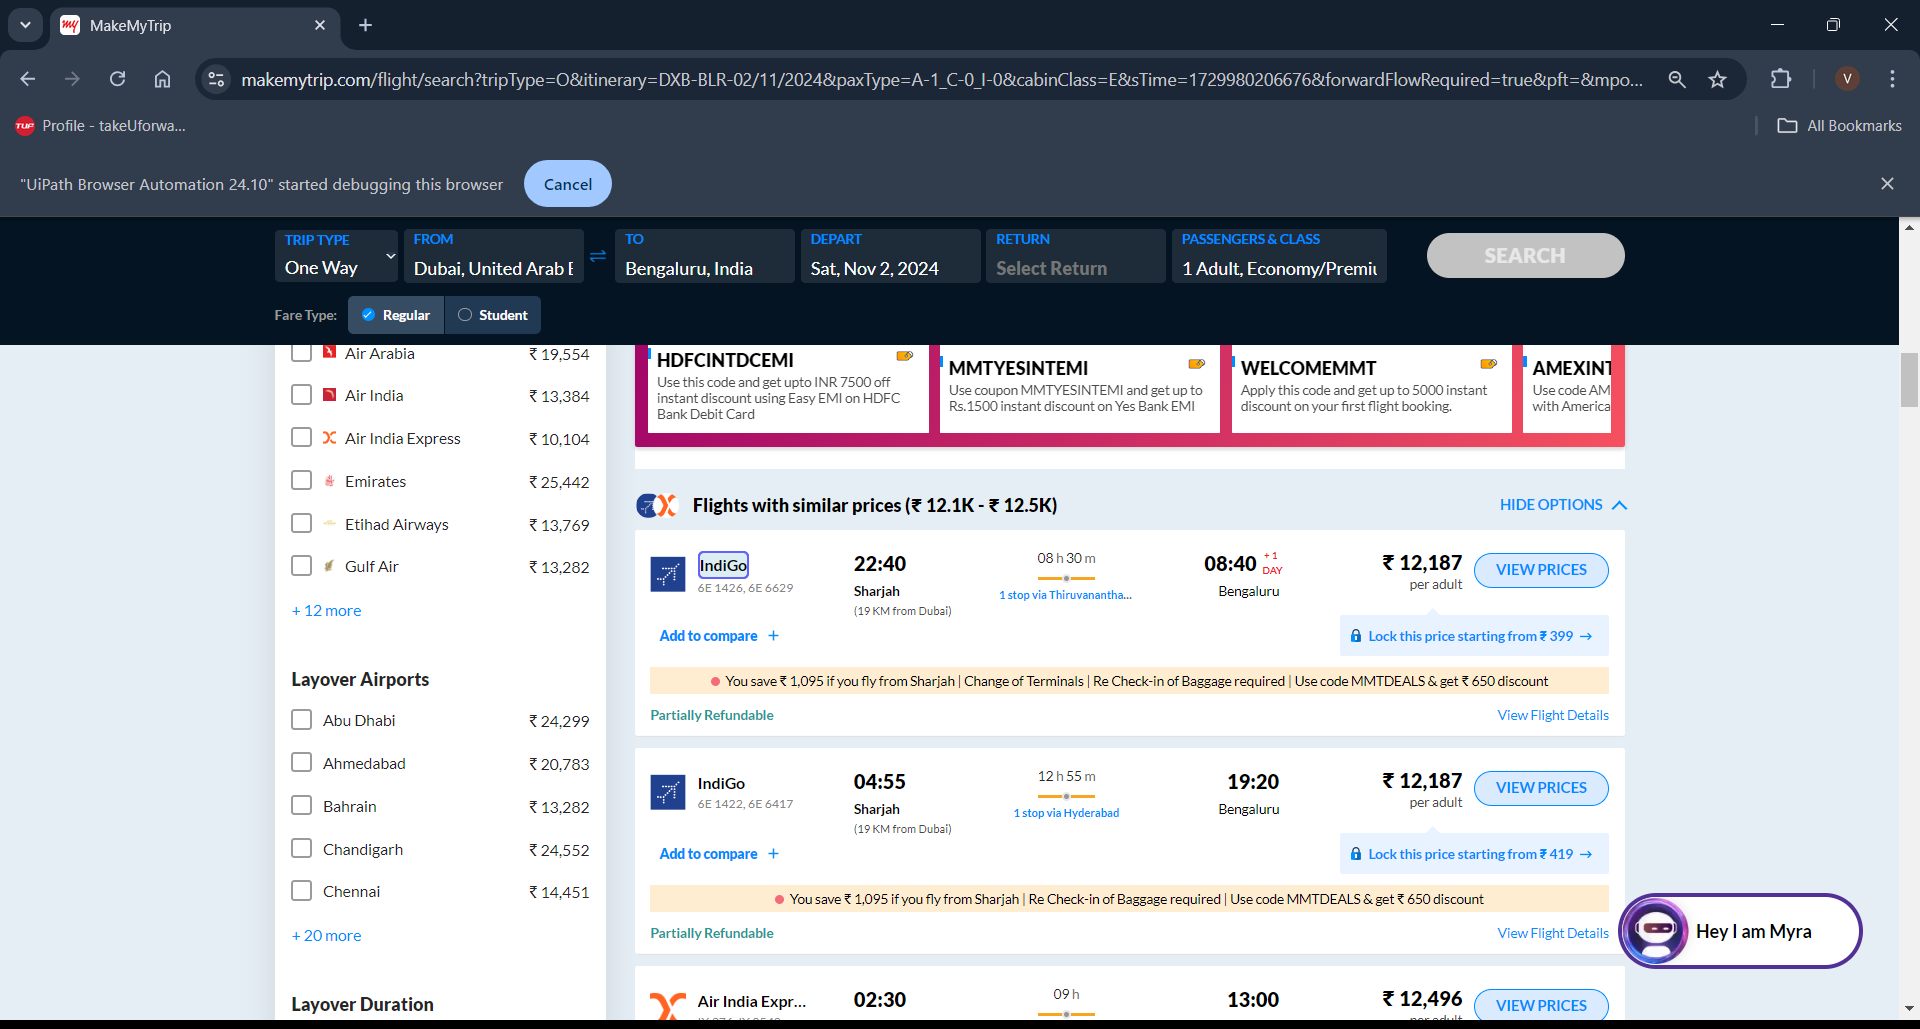 MakeMyTrip
makemytrip.com/flight/search?tripType=O&itinerary=DXB-BLR-02/11/2024&paxType=A-1_C-0_I-0&cabinClass=E&sTime=1729980206676&forwardFlowRequired=true&pft=&mpo...
V
TUF Profile - takeUforwa...
All Bookmarks
"UiPath Browser Automation 24.10" started debugging this browser
Cancel
TRIP TYPE
One Way
FROM
Dubai, United Arab E
TO
Bengaluru, India
DEPART
Sat, Nov 2, 2024
RETURN
Select Return
PASSENGERS & CLASS
1 Adult, Economy/Premiu
SEARCH
Fare Type:
Regular
Student
Air Arabia ₹ 19,554
Air India ₹ 13,384
Air India Express ₹ 10,104
Emirates ₹ 25,442
Etihad Airways ₹ 13,769
Gulf Air ₹ 13,282
+ 12 more
Layover Airports
Abu Dhabi ₹ 24,299
Ahmedabad ₹ 20,783
Bahrain ₹ 13,282
Chandigarh ₹ 24,552
Chennai ₹ 14,451
+ 20 more
Layover Duration
HDFCINTDCEMI
Use this code and get upto INR 7500 off
instant discount using Easy EMI on HDFC
Bank Debit Card
MMTYESINTEMI
Use coupon MMTYESINTEMI and get up to
Rs.1500 instant discount on Yes Bank EMI
WELCOMEMMT
Apply this code and get up to 5000 instant
discount on your first flight booking.
AMEXINT
Use code AM
with America
Flights with similar prices (₹ 12.1K - ₹ 12.5K)
HIDE OPTIONS
IndiGo
6E 1426, 6E 6629
22:40
Sharjah
(19 KM from Dubai)
08 h 30 m
1 stop via Thiruvanantha...
08:40 +1 DAY
Bengaluru
₹ 12,187
per adult
VIEW PRICES
Add to compare +
Lock this price starting from ₹ 399 →
You save ₹ 1,095 if you fly from Sharjah | Change of Terminals | Re Check-in of Baggage required | Use code MMTDEALS & get ₹ 650 discount
Partially Refundable
View Flight Details
IndiGo
6E 1422, 6E 6417
04:55
Sharjah
(19 KM from Dubai)
12 h 55 m
1 stop via Hyderabad
19:20
Bengaluru
₹ 12,187
per adult
VIEW PRICES
Add to compare +
Lock this price starting from ₹ 419 →
You save ₹ 1,095 if you fly from Sharjah | Re Check-in of Baggage required | Use code MMTDEALS & get ₹ 650 discount
Partially Refundable
View Flight Details
Air India Expr...
02:30
09 h
13:00
₹ 12,496
per adult
VIEW PRICES
Hey I am Myra